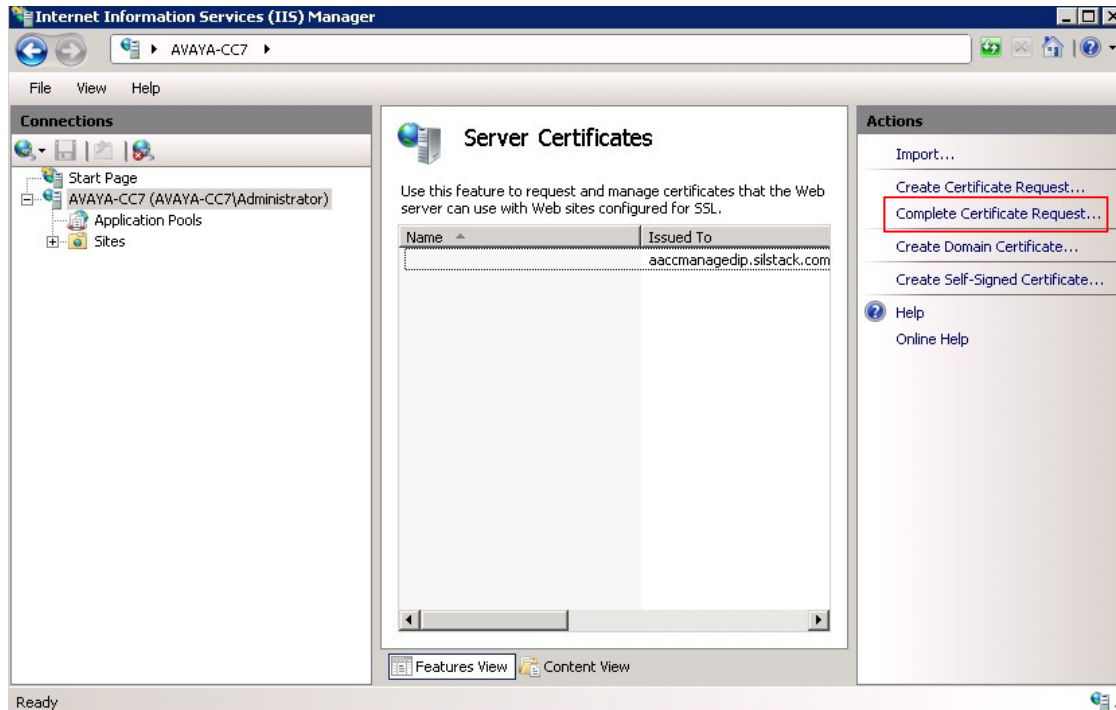 Internet Information Services (IIS) Manager
AVAYA-CC7
File View Help
Connections
Start Page
AVAYA-CC7 (AVAYA-CC7\Administrator)
Application Pools
Sites
Server Certificates
Use this feature to request and manage certificates that the Web
server can use with Web sites configured for SSL.
Name Issued To
aaccmanagedip.silstack.com
Features View Content View
Actions
Import...
Create Certificate Request...
Complete Certificate Request...
Create Domain Certificate...
Create Self-Signed Certificate...
Help
Online Help
Ready